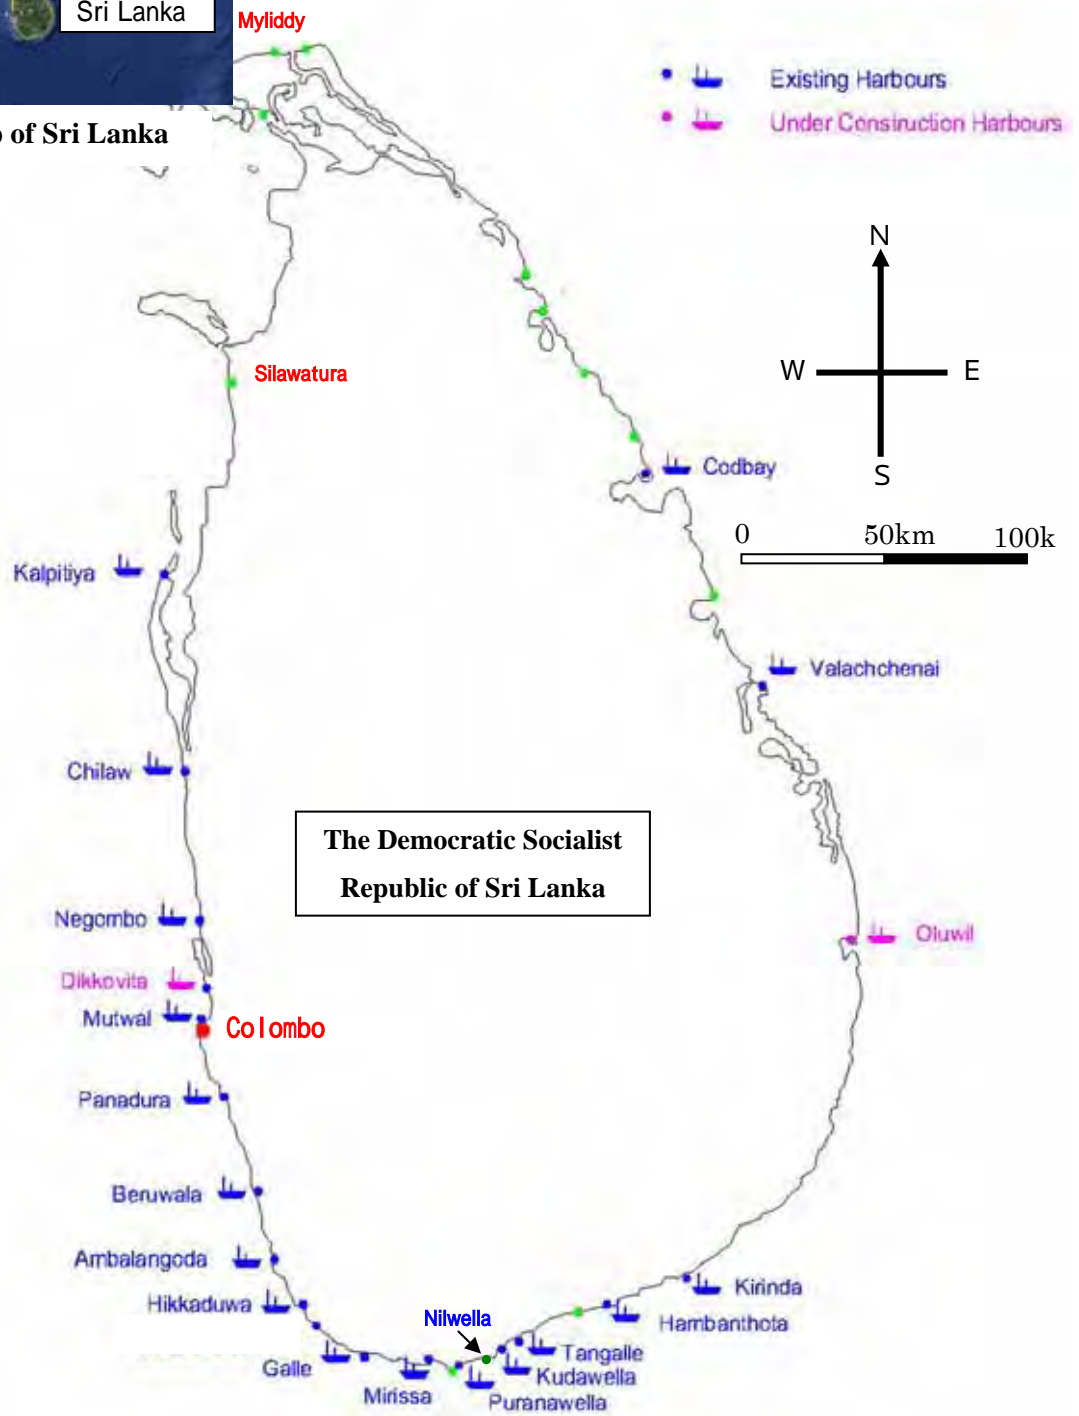 Sri Lanka
Myliddy
Existing Harbours
Under Construction Harbours
of Sri Lanka
N
W E
S
Silawatura
Codbay
0 50km 100k
Kalpitiya
Valachchenai
Chilaw
The Democratic Socialist
Republic of Sri Lanka
Negombo
Oluwil
Dikkovita
Mutwal
Colombo
Panadura
Beruwala
Ambalangoda
Kirinda
Hikkaduwa
Nilwella
Hambanthota
Galle
Tangalle
Kudawella
Mirissa
Puranawella